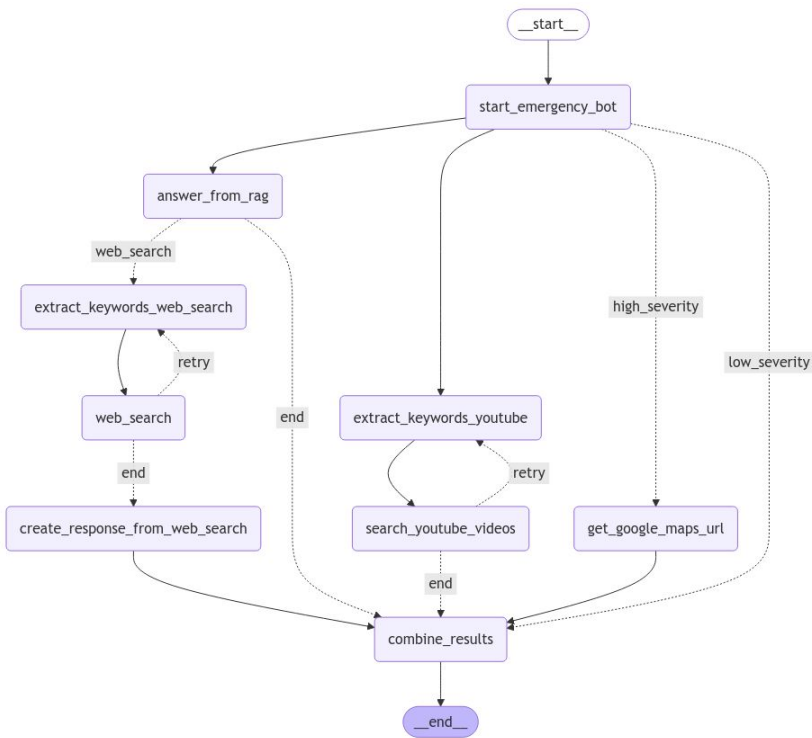 __start__
start_emergency_bot
answer_from_rag
web_search
extract_keywords_web_search
high_severity
retry
low_severity
web_search
end
extract_keywords_youtube
end
retry
create_response_from_web_search
search_youtube_videos
get_google_maps_url
end
combine_results
__end__